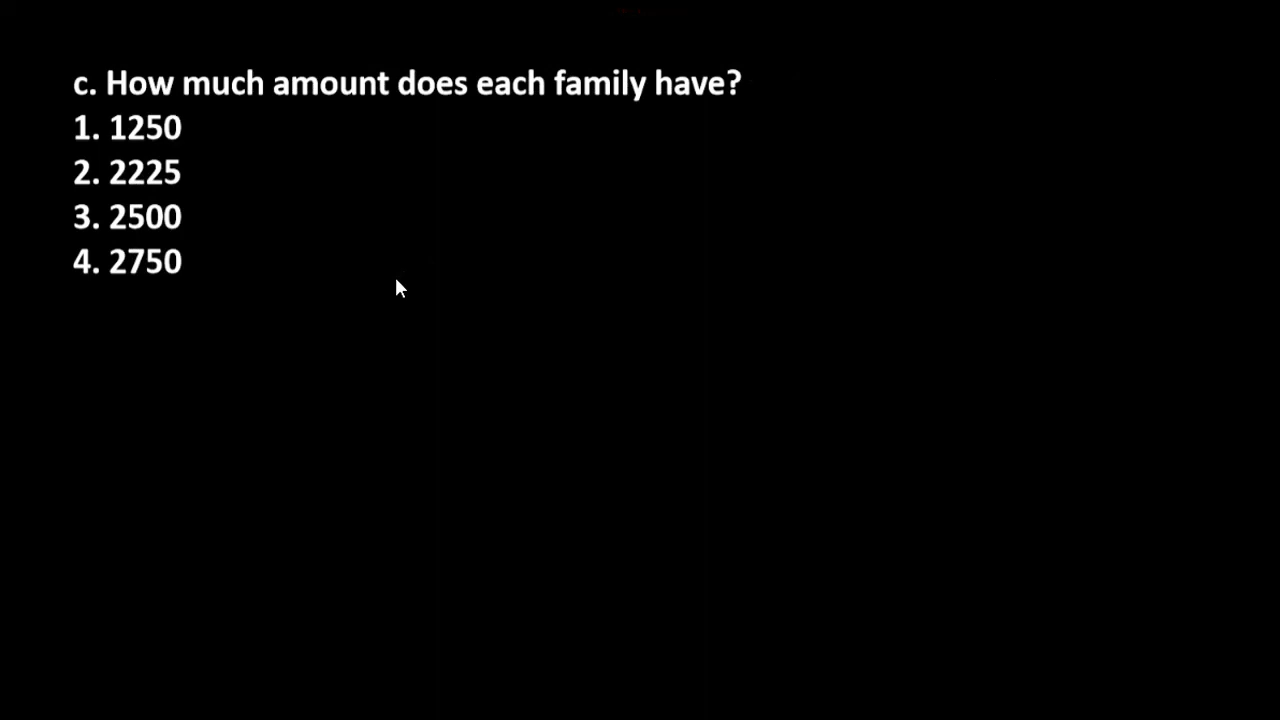 c. How much amount does each family have?
1. 1250
2. 2225
3. 2500
4. 2750